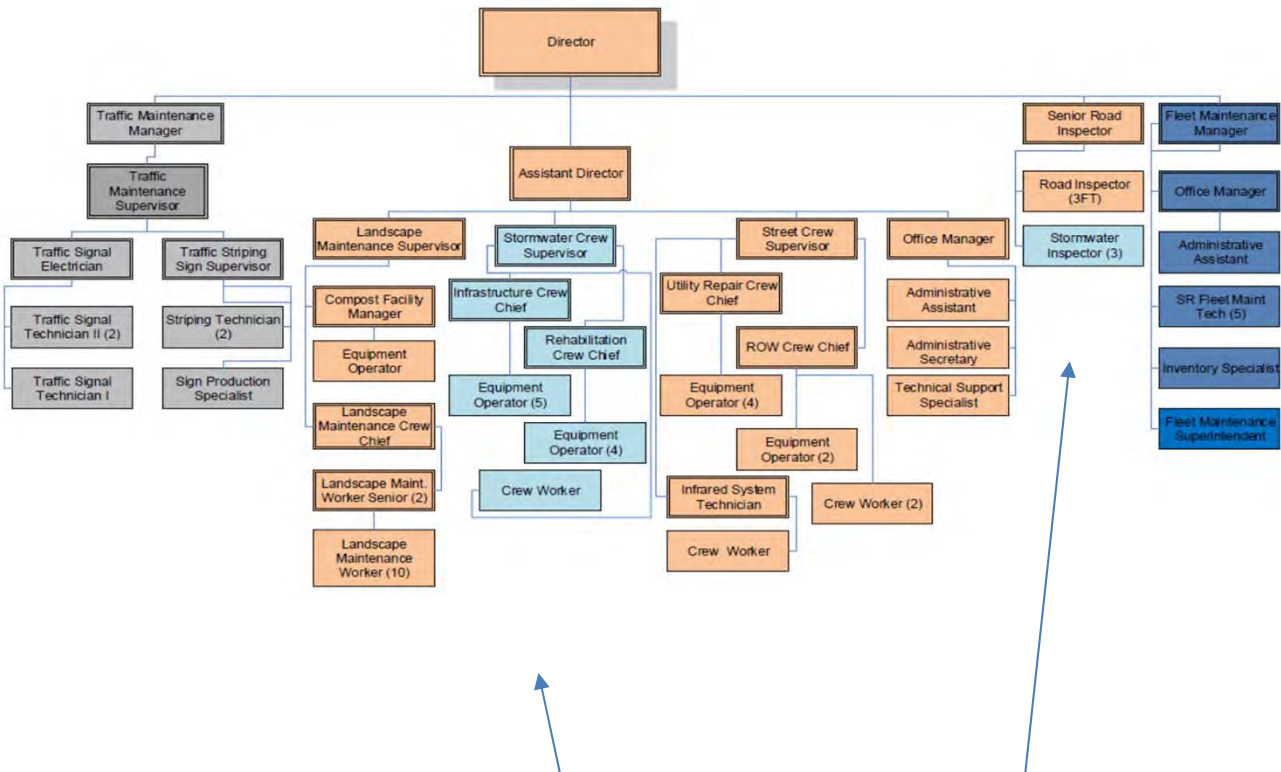 Director
Traffic Maintenance
Manager
Senior Road
Inspector
Fleet Maintenance
Manager
Traffic
Maintenance
Supervisor
Assistant Director
Road Inspector
(3FT)
Office Manager
Traffic Signal
Electrician
Traffic Striping
Sign Supervisor
Landscape
Maintenance Supervisor
Stormwater Crew
Supervisor
Street Crew
Supervisor
Office Manager
Stormwater
Inspector (3)
Administrative
Assistant
Traffic Signal
Technician II (2)
Striping Technician
(2)
Compost Facility
Manager
Infrastructure Crew
Chief
Utility Repair Crew
Chief
Administrative
Assistant
SR Fleet Maint
Tech (5)
Equipment
Operator
Rehabilitation
Crew Chief
ROW Crew Chief
Administrative
Secretary
Inventory Specialist
Traffic Signal
Technician I
Sign Production
Specialist
Equipment
Operator (5)
Equipment
Operator (4)
Technical Support
Specialist
Landscape
Maintenance Crew
Chief
Equipment
Operator (4)
Equipment
Operator (2)
Fleet Maintenance
Superintendent
Landscape Maint.
Worker Senior (2)
Crew Worker
Infrared System
Technician
Crew Worker (2)
Landscape
Maintenance
Worker (10)
Crew Worker